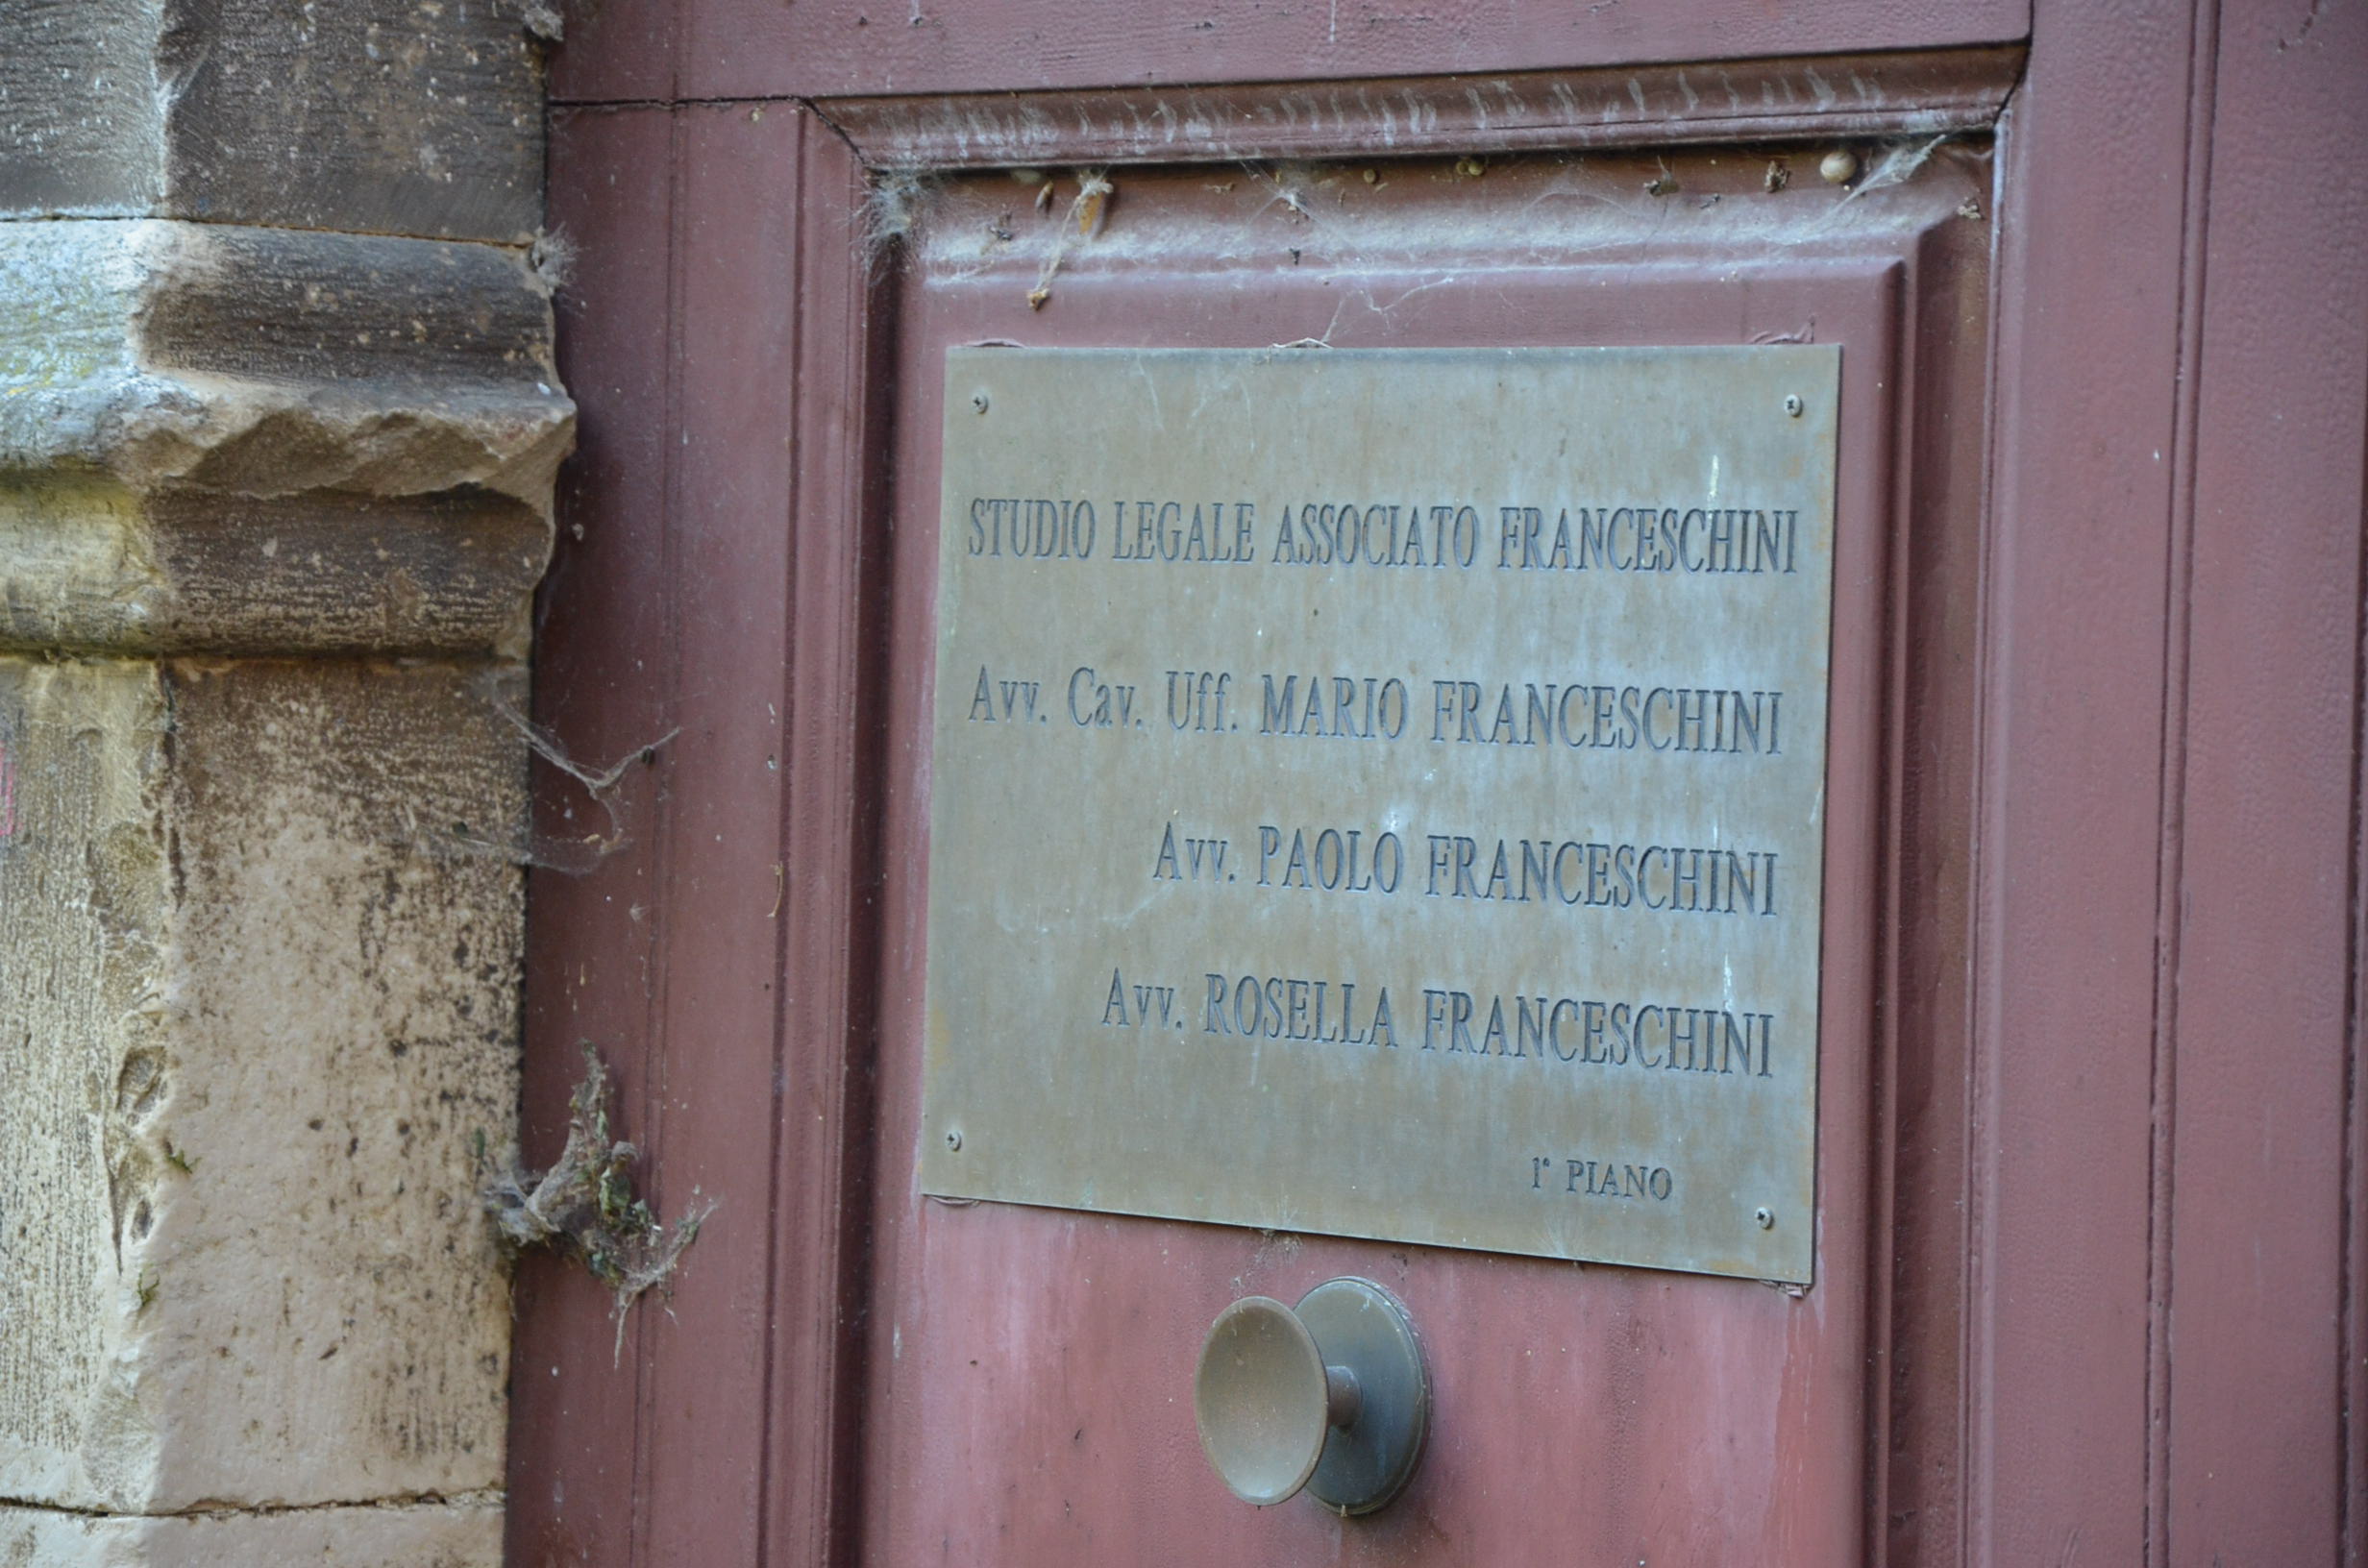 STUDIO LEGALE ASSOCIATO FRANCESCHINI
Avv. Cav. Uff. MARIO FRANCESCHINI
Avv. PAOLO FRANCESCHINI
Avv. ROSELLA FRANCESCHINI
1° PIANO